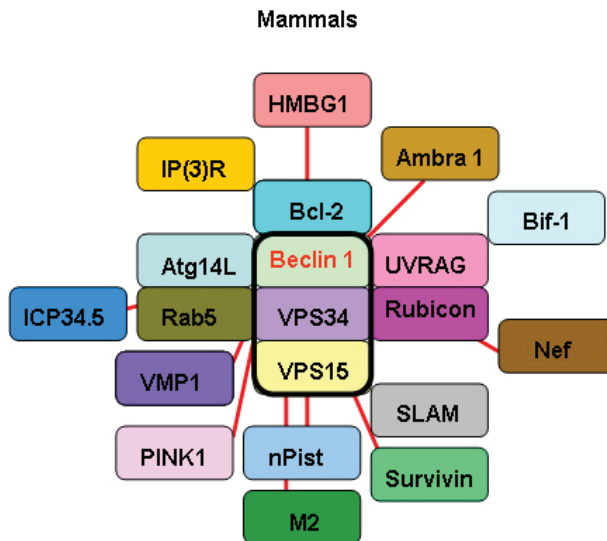 Mammals
HMBG1
Ambra 1
IP(3)R
Bcl-2
Bif-1
Atg14L
Beclin 1
UVRAG
ICP34.5
Rab5
VPS34
Rubicon
Nef
VMP1
VPS15
SLAM
PINK1
nPist
Survivin
M2